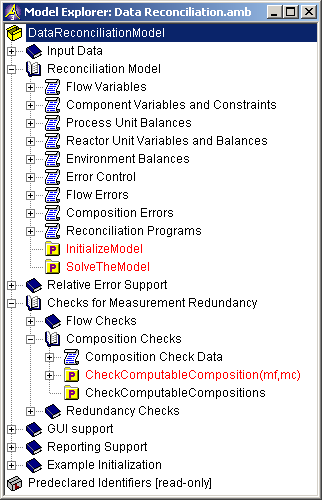 Model Explorer: Data Reconciliation.amb
DataReconciliationModel
Input Data
Reconciliation Model
Flow Variables
Component Variables and Constraints
Process Unit Balances
Reactor Unit Variables and Balances
Environment Balances
Error Control
Flow Errors
Composition Errors
Reconciliation Programs
InitializeModel
SolveTheModel
Relative Error Support
Checks for Measurement Redundancy
Flow Checks
Composition Checks
Composition Check Data
CheckComputableComposition(mf,mc)
CheckComputableCompositions
Redundancy Checks
GUI support
Reporting Support
Example Initialization
Predeclared Identifiers [read-only]